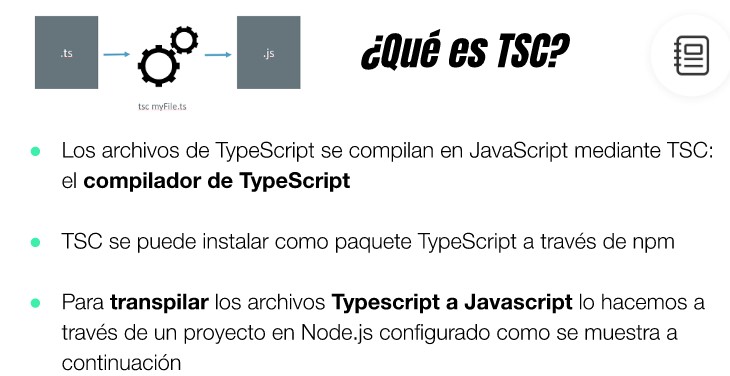 .ts
.js
tsc myFile.ts
¿Qué es TSC?
Los archivos de TypeScript se compilan en JavaScript mediante TSC:
el compilador de TypeScript
TSC se puede instalar como paquete TypeScript a través de npm
Para transpilar los archivos Typescript a Javascript lo hacemos a
través de un proyecto en Node.js configurado como se muestra a
continuación